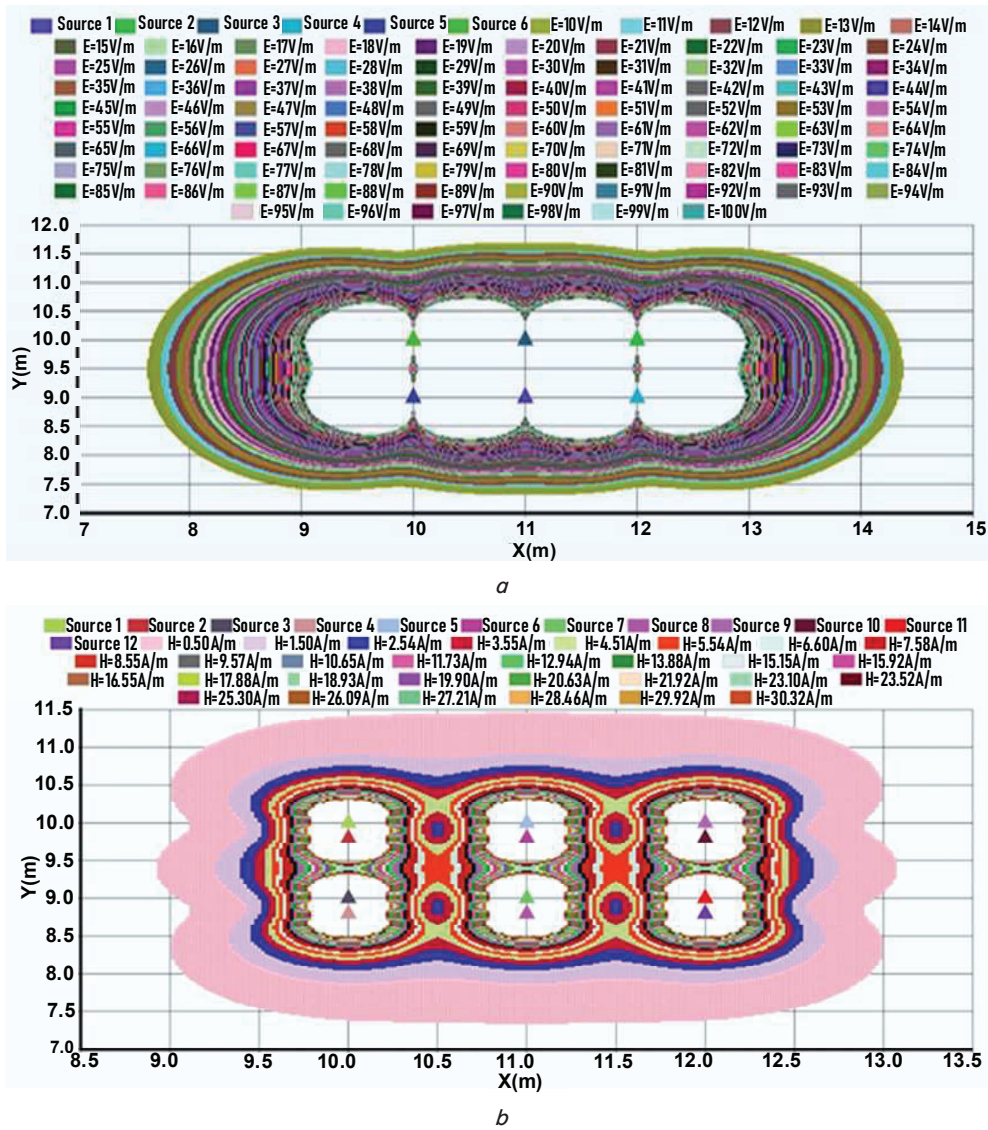 Source 1 Source 2 Source 3 Source 4 Source 5 Source 6 E=10V/m E=11V/m E=12V/m E=13V/m E=14V/m
E=15V/m E=16V/m E=17V/m E=18V/m E=19V/m E=20V/m E=21V/m E=22V/m E=23V/m E=24V/m
E=25V/m E=26V/m E=27V/m E=28V/m E=29V/m E=30V/m E=31V/m E=32V/m E=33V/m E=34V/m
E=35V/m E=36V/m E=37V/m E=38V/m E=39V/m E=40V/m E=41V/m E=42V/m E=43V/m E=44V/m
E=45V/m E=46V/m E=47V/m E=48V/m E=49V/m E=50V/m E=51V/m E=52V/m E=53V/m E=54V/m
E=55V/m E=56V/m E=57V/m E=58V/m E=59V/m E=60V/m E=61V/m E=62V/m E=63V/m E=64V/m
E=65V/m E=66V/m E=67V/m E=68V/m E=69V/m E=70V/m E=71V/m E=72V/m E=73V/m E=74V/m
E=75V/m E=76V/m E=77V/m E=78V/m E=79V/m E=80V/m E=81V/m E=82V/m E=83V/m E=84V/m
E=85V/m E=86V/m E=87V/m E=88V/m E=89V/m E=90V/m E=91V/m E=92V/m E=93V/m E=94V/m
E=95V/m E=96V/m E=97V/m E=98V/m E=99V/m E=100V/m
12.0
11.5
11.0
10.5
10.0
9.5
9.0
8.5
8.0
7.5
7.0
Y(m)
7 8 9 10 11 12 13 14 15
X(m)
a
Source 1 Source 2 Source 3 Source 4 Source 5 Source 6 Source 7 Source 8 Source 9 Source 10 Source 11
Source 12 H=0.50A/m H=1.50A/m H=2.54A/m H=3.55A/m H=4.51A/m H=5.54A/m H=6.60A/m H=7.58A/m
H=8.55A/m H=9.57A/m H=10.65A/m H=11.73A/m H=12.94A/m H=13.88A/m H=15.15A/m H=15.92A/m
H=16.55A/m H=17.88A/m H=18.93A/m H=19.90A/m H=20.63A/m H=21.92A/m H=23.10A/m H=23.52A/m
H=25.30A/m H=26.09A/m H=27.21A/m H=28.46A/m H=29.92A/m H=30.32A/m
11.5
11.0
10.5
10.0
9.5
9.0
8.5
8.0
7.5
7.0
Y(m)
8.5 9.0 9.5 10.0 10.5 11.0 11.5 12.0 12.5 13.0 13.5
X(m)
b